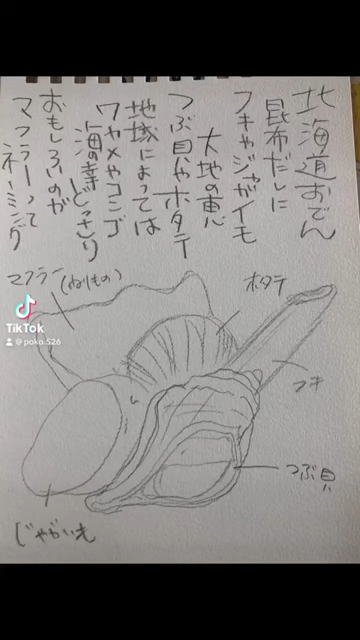 北海道おでん
昆布だしに
フキやジャガイモ
大地の恵
つぶ貝やホタテ
地域によっては
ワカメやコンブ
海の幸どっさり
おもしろいのが
マフラーって
ネーミング
マフラー(ねりもの)
ホタテ
フキ
つぶ貝
じゃがいも
TikTok
@poko.526